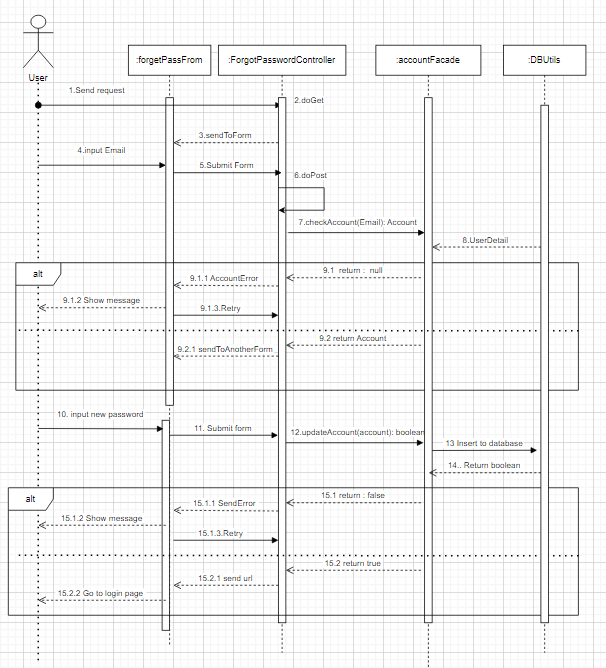 :forgetPassFrom
:ForgotPasswordController
:accountFacade
:DBUtils
User
1.Send request
2.doGet
3.sendToForm
4.input Email
5.Submit Form
6.doPost
7.checkAccount(Email): Account
8.UserDetail
alt
9.1 return : null
9.1.1 AccountError
9.1.2 Show message
9.1.3.Retry
9.2 return Account
9.2.1 sendToAnotherForm
10. input new password
11. Submit form
12.updateAccount(account): boolean
13 Insert to database
14.. Return boolean
alt
15.1 return : false
15.1.1 SendError
15.1.2 Show message
15.1.3.Retry
15.2 return true
15.2.1 send url
15.2.2 Go to login page